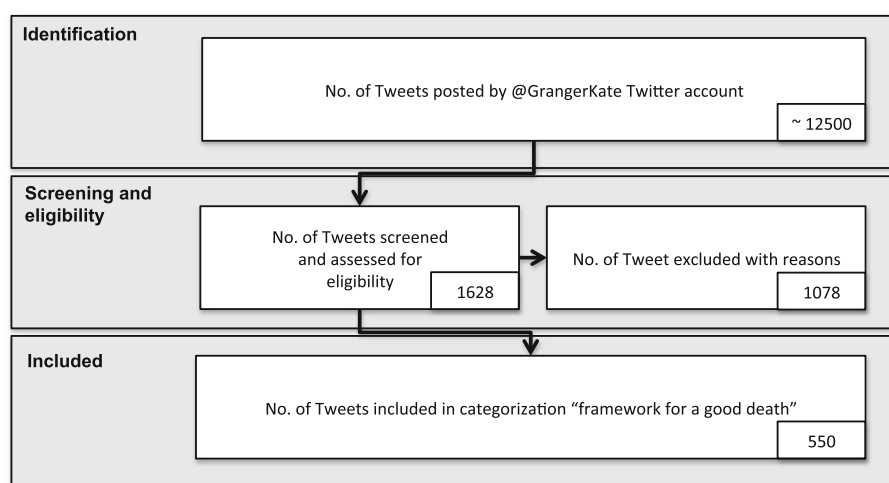 Identification
No. of Tweets posted by @GrangerKate Twitter account
~ 12500
Screening and
eligibility
No. of Tweets screened
and assessed for
eligibility
1628
No. of Tweet excluded with reasons
1078
Included
No. of Tweets included in categorization “framework for a good death”
550